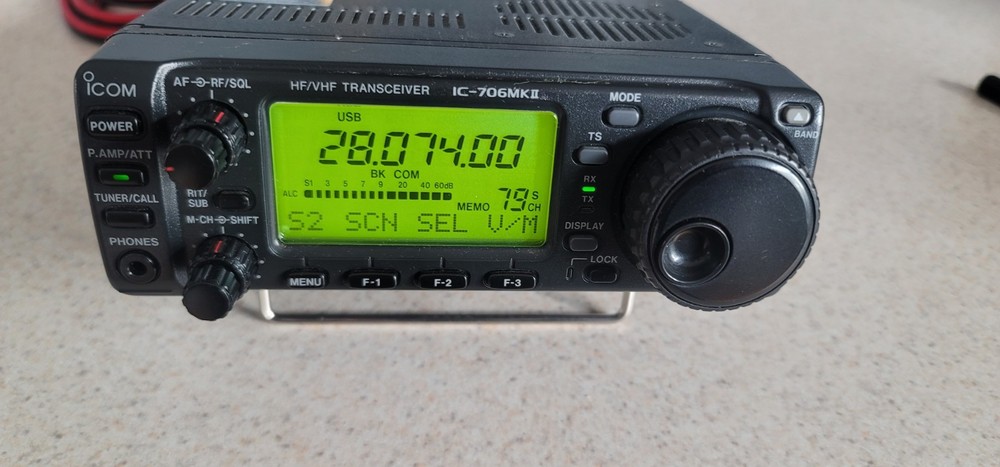 ICOM
AF RF/SQL
HF/VHF TRANSCEIVER IC-706MKII
MODE
BAND
POWER
USB
28.074.00
TS
P.AMP/ATT
BK COM
RX
TX
ALC S1 3 5 7 9 20 40 60dB
MEMO 79 S CH
TUNER/CALL
RIT/SUB
M-CH SHIFT
S2 SCN SEL V/M
DISPLAY
PHONES
LOCK
MENU F-1 F-2 F-3